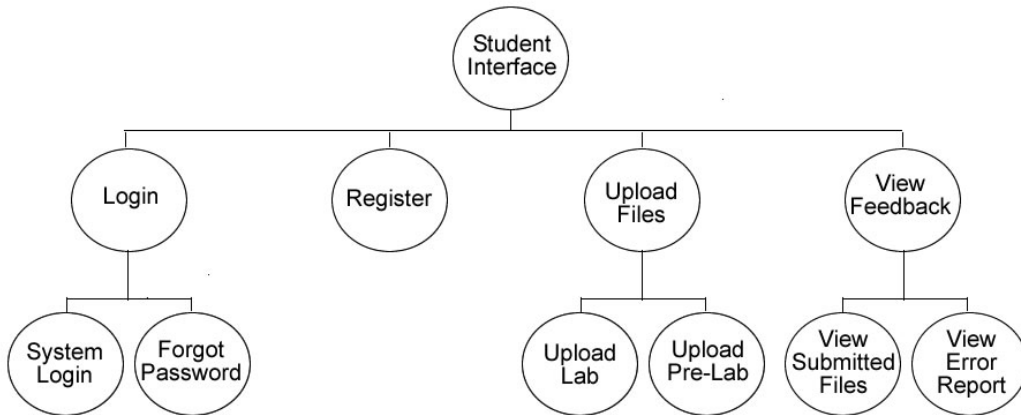 Student
Interface
Login
Register
Upload
Files
View
Feedback
System
Login
Forgot
Password
Upload
Lab
Upload
Pre-Lab
View
Submitted
Files
View
Error
Report